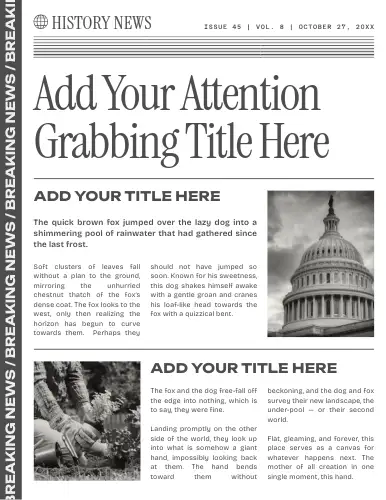 BREAKING NEWS / BREAKING NEWS / BREAKING NEWS / BREAKI
HISTORY NEWS
ISSUE 45 | VOL. 8 | OCTOBER 27, 20XX
Add Your Attention
Grabbing Title Here
ADD YOUR TITLE HERE
The quick brown fox jumped over the lazy dog into a
shimmering pool of rainwater that had gathered since
the last frost.
Soft clusters of leaves fall
without a plan to the ground,
mirroring the unhurried
chestnut thatch of the fox's
dense coat. The fox looks to the
west, only then realizing the
horizon has begun to curve
towards them. Perhaps they
should not have jumped so
soon. Known for his sweetness,
this dog shakes himself awake
with a gentle groan and cranes
his loaf-like head towards the
fox with a quizzical bent.
ADD YOUR TITLE HERE
The fox and the dog free-fall off
the edge into nothing, which is
to say, they were fine.
Landing promptly on the other
side of the world, they look up
into what is somehow a giant
hand, impossibly looking back
at them. The hand bends
toward them without
beckoning, and the dog and fox
survey their new landscape, the
under-pool — or their second
world.
Flat, gleaming, and forever, this
place serves as a canvas for
whatever happens next. The
mother of all creation in one
single moment, this hand.